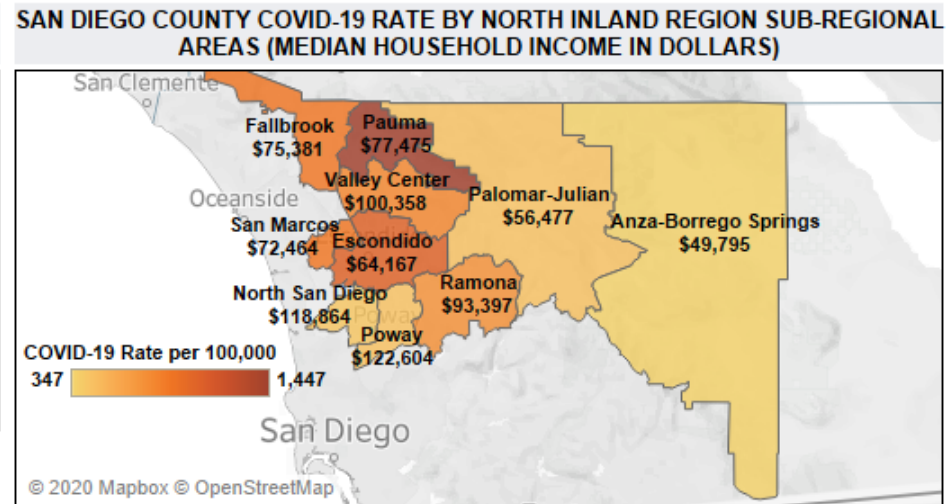 SAN DIEGO COUNTY COVID-19 RATE BY NORTH INLAND REGION SUB-REGIONAL
AREAS (MEDIAN HOUSEHOLD INCOME IN DOLLARS)
San Clemente
Fallbrook
$75,381
Pauma
$77,475
Valley Center
$100,358
Oceanside
Palomar-Julian
$56,477
Anza-Borrego Springs
$49,795
San Marcos
$72,464
Escondido
$64,167
Ramona
$93,397
North San Diego
$118,864
Poway
Poway
$122,604
COVID-19 Rate per 100,000
347 1,447
San Diego
© 2020 Mapbox © OpenStreetMap